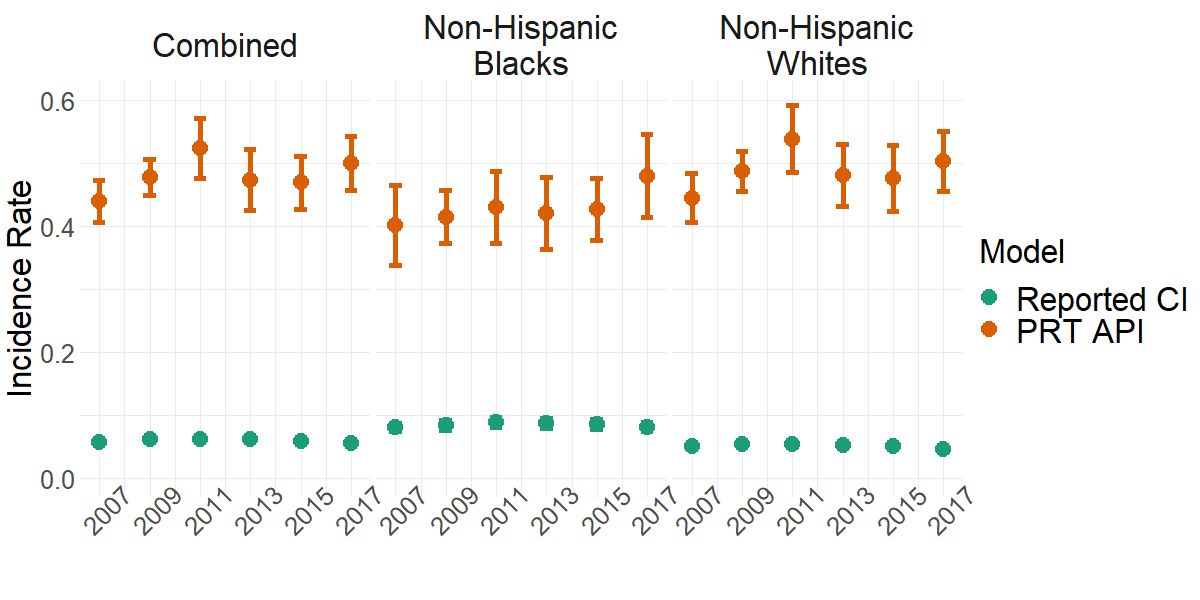 Combined
Non-Hispanic
Blacks
Non-Hispanic
Whites
Incidence Rate
0.6
0.4
0.2
0.0
2007 2009 2011 2013 2015 2017
2007 2009 2011 2013 2015 2017
2007 2009 2011 2013 2015 2017
Model
Reported CI
PRT API